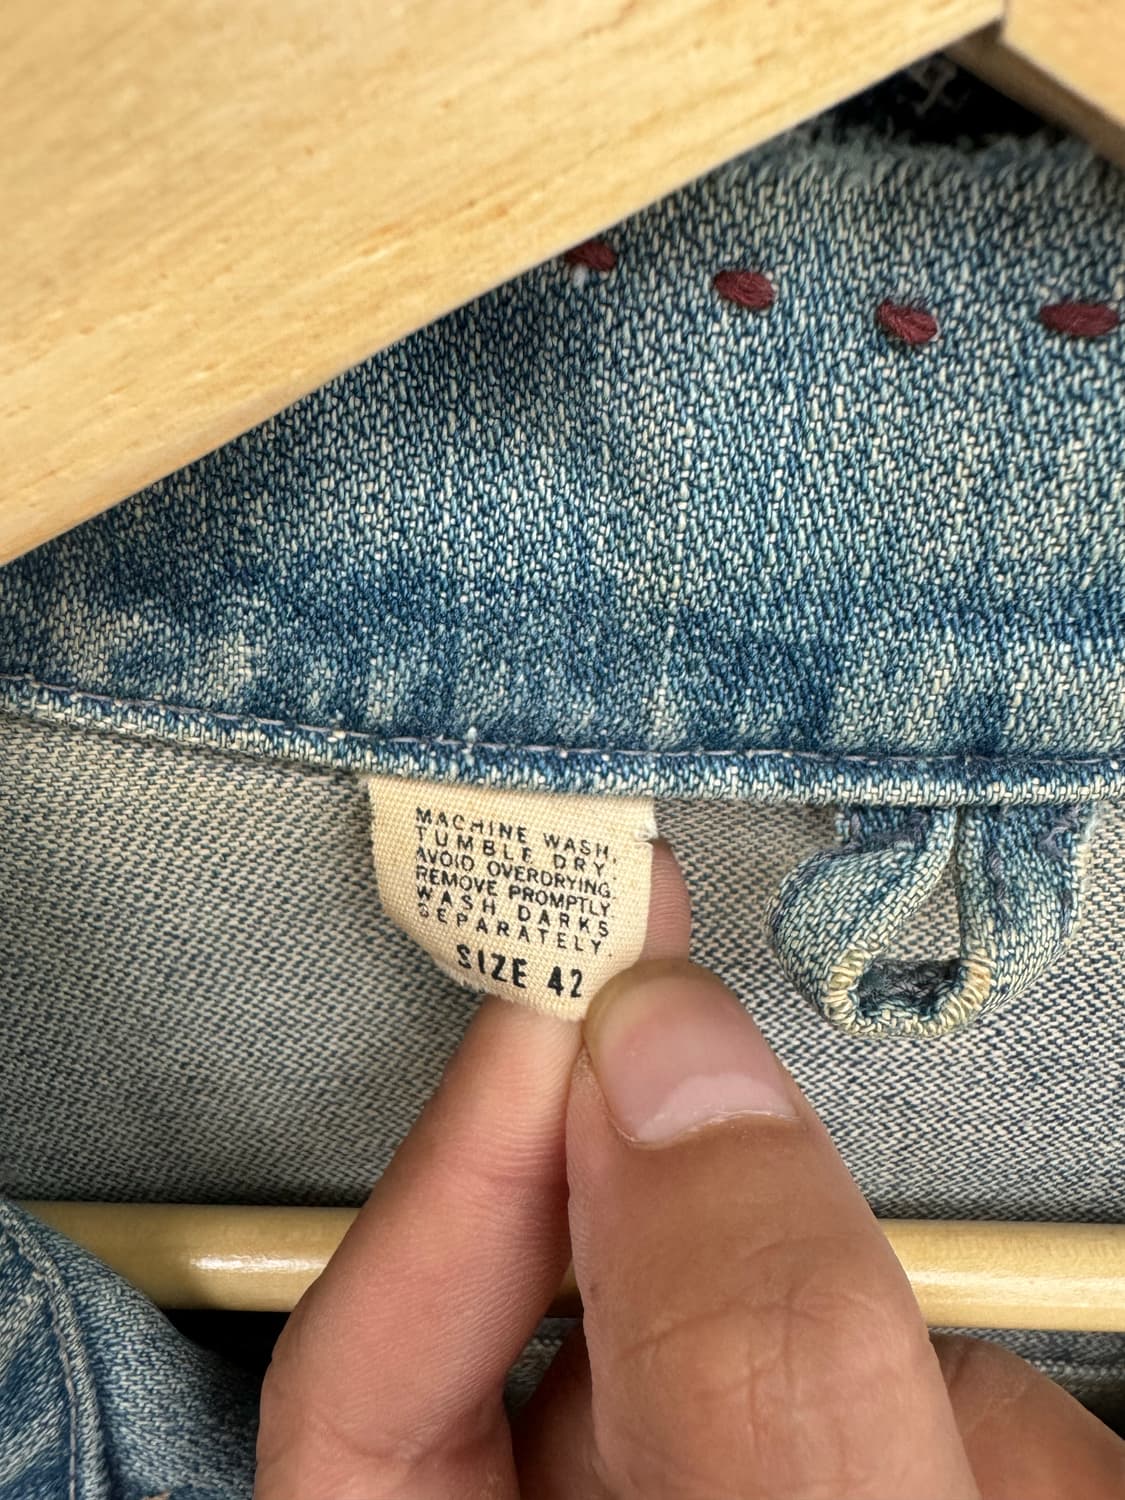 MACHINE WASH.
TUMBLE DRY.
AVOID OVERDRYING.
REMOVE PROMPTLY
WASH DARKS
SEPARATELY.
SIZE 42